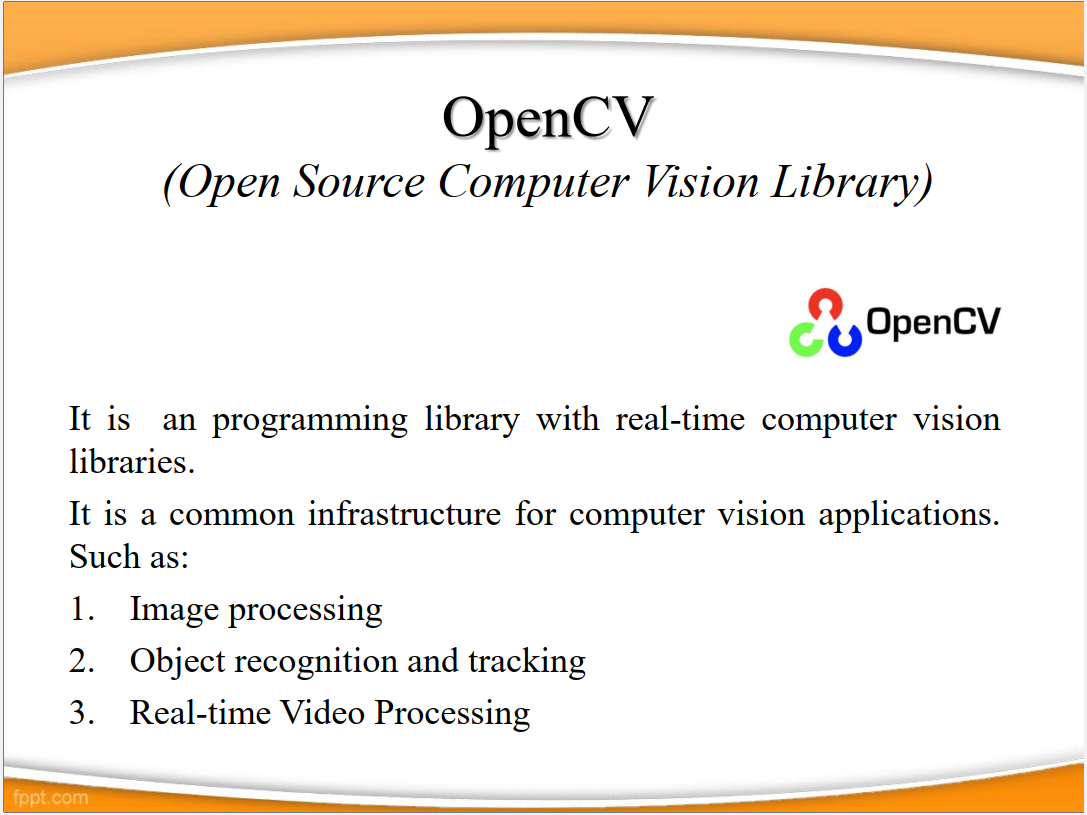 OpenCV
(Open Source Computer Vision Library)
OpenCV
It is  an programming library with real-time computer vision
libraries.
It is a common infrastructure for computer vision applications.
Such as:
1. Image processing
2. Object recognition and tracking
3. Real-time Video Processing
fppt.com